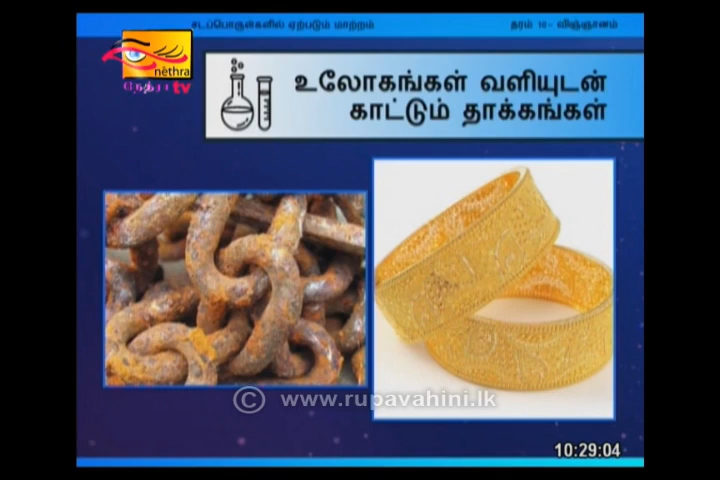 சடப்பொருள்களில் ஏற்படும் மாற்றம்
தரம் 10 - விஞ்ஞானம்
nethra
நேத்ரா tv
உலோகங்கள் வளியுடன்
காட்டும் தாக்கங்கள்
© www.rupavahini.lk
10:29:04